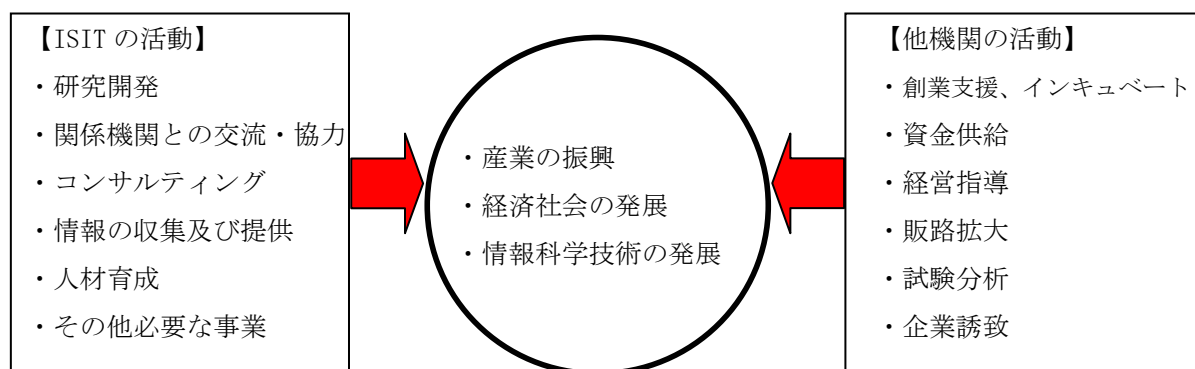 【ISIT の活動】
・研究開発
・関係機関との交流・協力
・コンサルティング
・情報の収集及び提供
・人材育成
・その他必要な事業
・産業の振興
・経済社会の発展
・情報科学技術の発展
【他機関の活動】
・創業支援、インキュベート
・資金供給
・経営指導
・販路拡大
・試験分析
・企業誘致